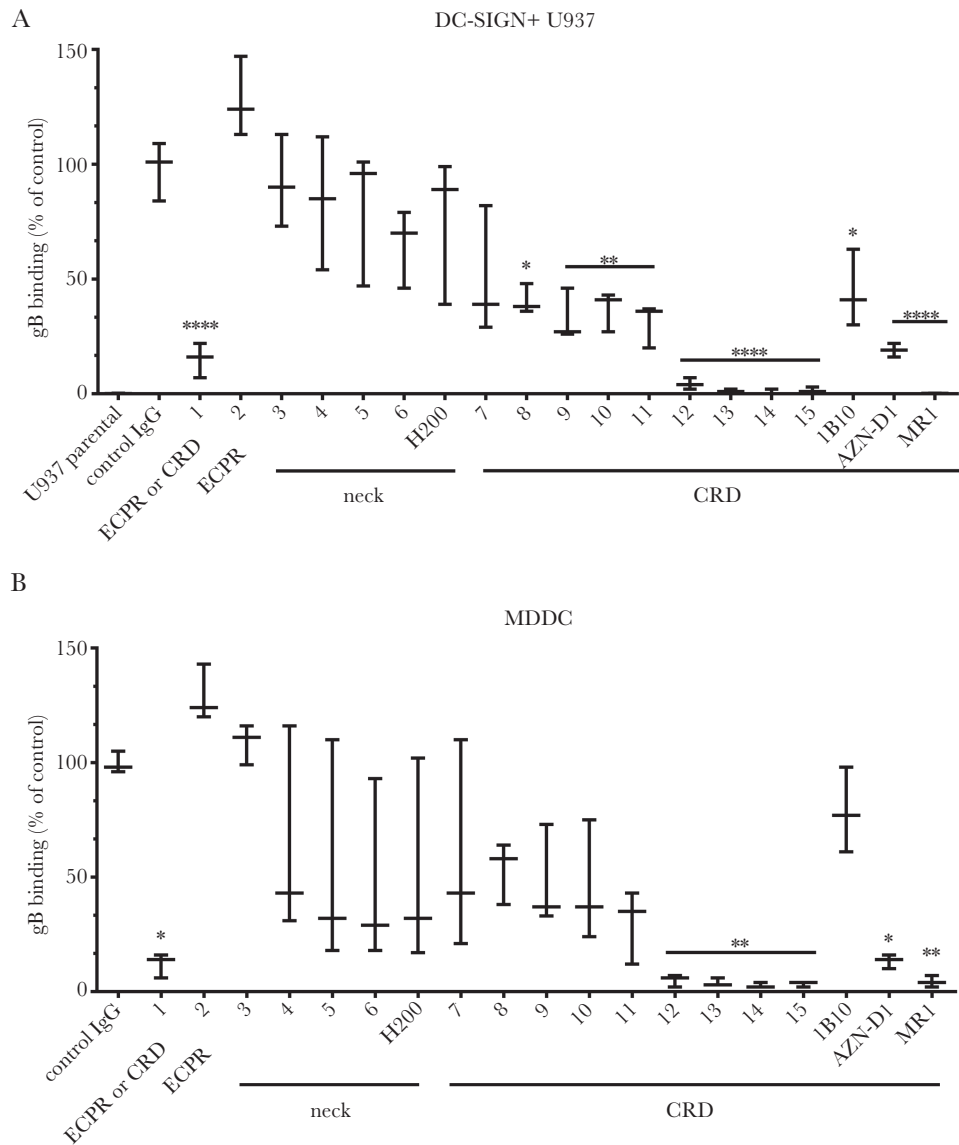 A
DC-SIGN+ U937
gB binding (% of control)
150
100
50
0
U937 parental
control IgG
1
2
3
4
5
6
H200
7
8
9
10
11
12
13
14
15
1B10
AZN-D1
MR1
ECPR or CRD
ECPR
neck
CRD
****
*
**
****
*
****
B
MDDC
gB binding (% of control)
150
100
50
0
control IgG
1
2
3
4
5
6
H200
7
8
9
10
11
12
13
14
15
1B10
AZN-D1
MR1
ECPR or CRD
ECPR
neck
CRD
*
**
*
**